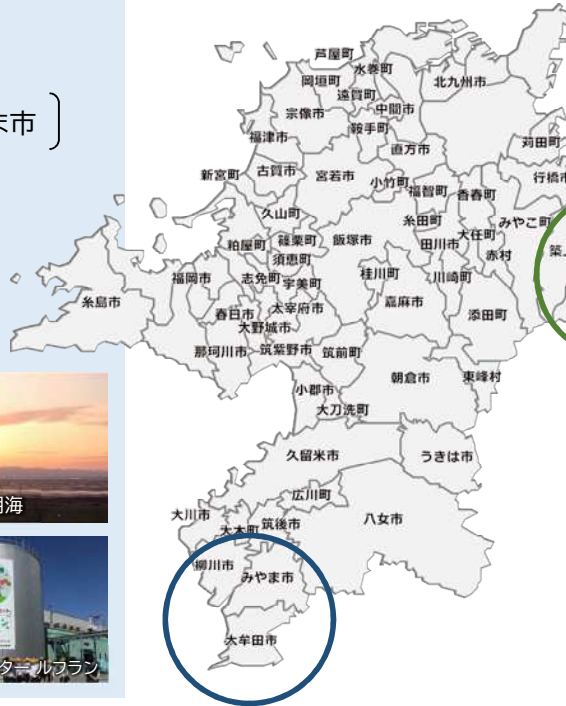 ま市
芦屋町
水巻町
岡垣町
遠賀町
北九州市
宗像市
中間市
鞍手町
福津市
直方市
苅田町
新宮町
古賀市
宮若市
小竹町
福智町
香春町
行橋市
久山町
糸田町
大任町
みやこ町
粕屋町
篠栗町
飯塚市
田川市
赤村
築上
須恵町
福岡市
志免町
宇美町
桂川町
川崎町
糸島市
春日市
太宰府市
嘉麻市
添田町
大野城市
那珂川市
筑紫野市
筑前町
小郡市
朝倉市
東峰村
大刀洗町
久留米市
うきは市
広川町
大川市
大木町
筑後市
八女市
柳川市
みやま市
大牟田市
明海
ター ルフラン